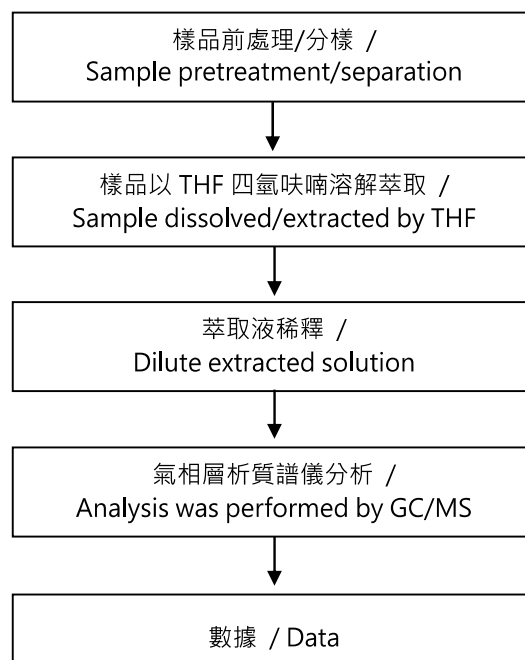 樣品前處理/分樣 /
Sample pretreatment/separation
樣品以 THF 四氫呋喃溶解萃取 /
Sample dissolved/extracted by THF
萃取液稀釋 /
Dilute extracted solution
氣相層析質譜儀分析 /
Analysis was performed by GC/MS
數據 / Data